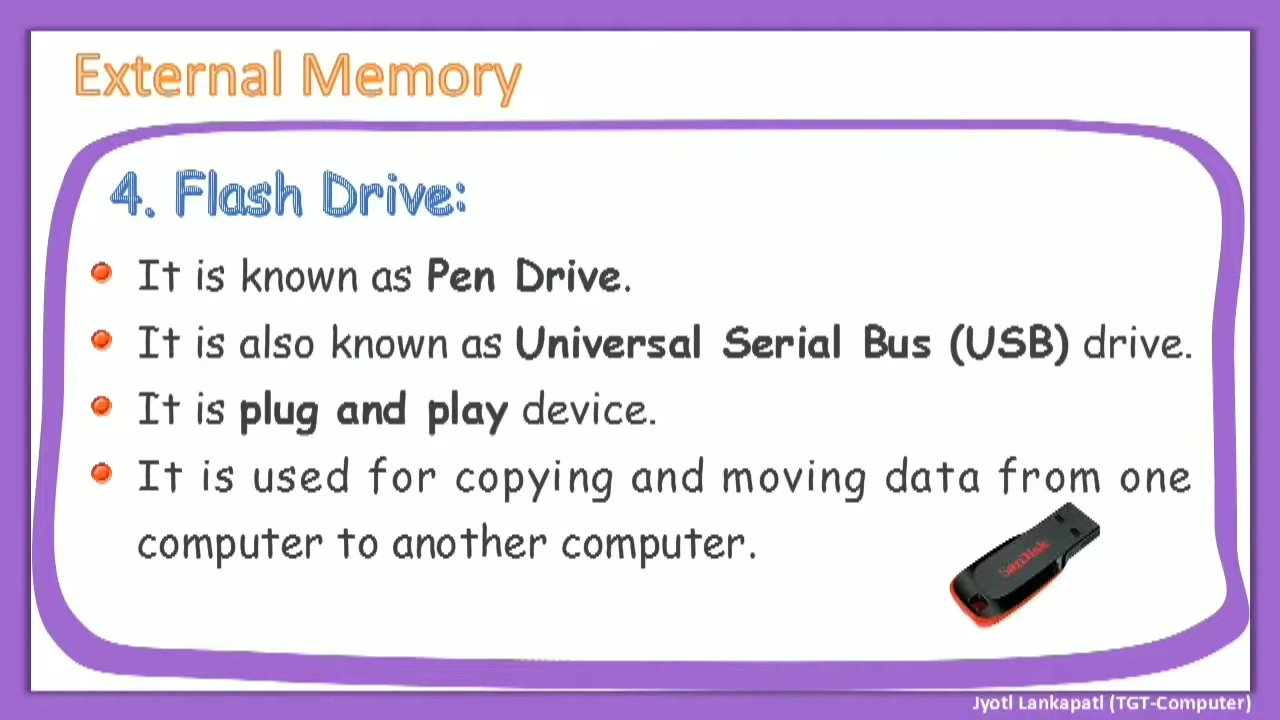 External Memory
4. Flash Drive:
It is known as Pen Drive.
It is also known as Universal Serial Bus (USB) drive.
It is plug and play device.
It is used for copying and moving data from one
computer to another computer.
SanDisk
Jyoti Lankapati (TGT-Computer)